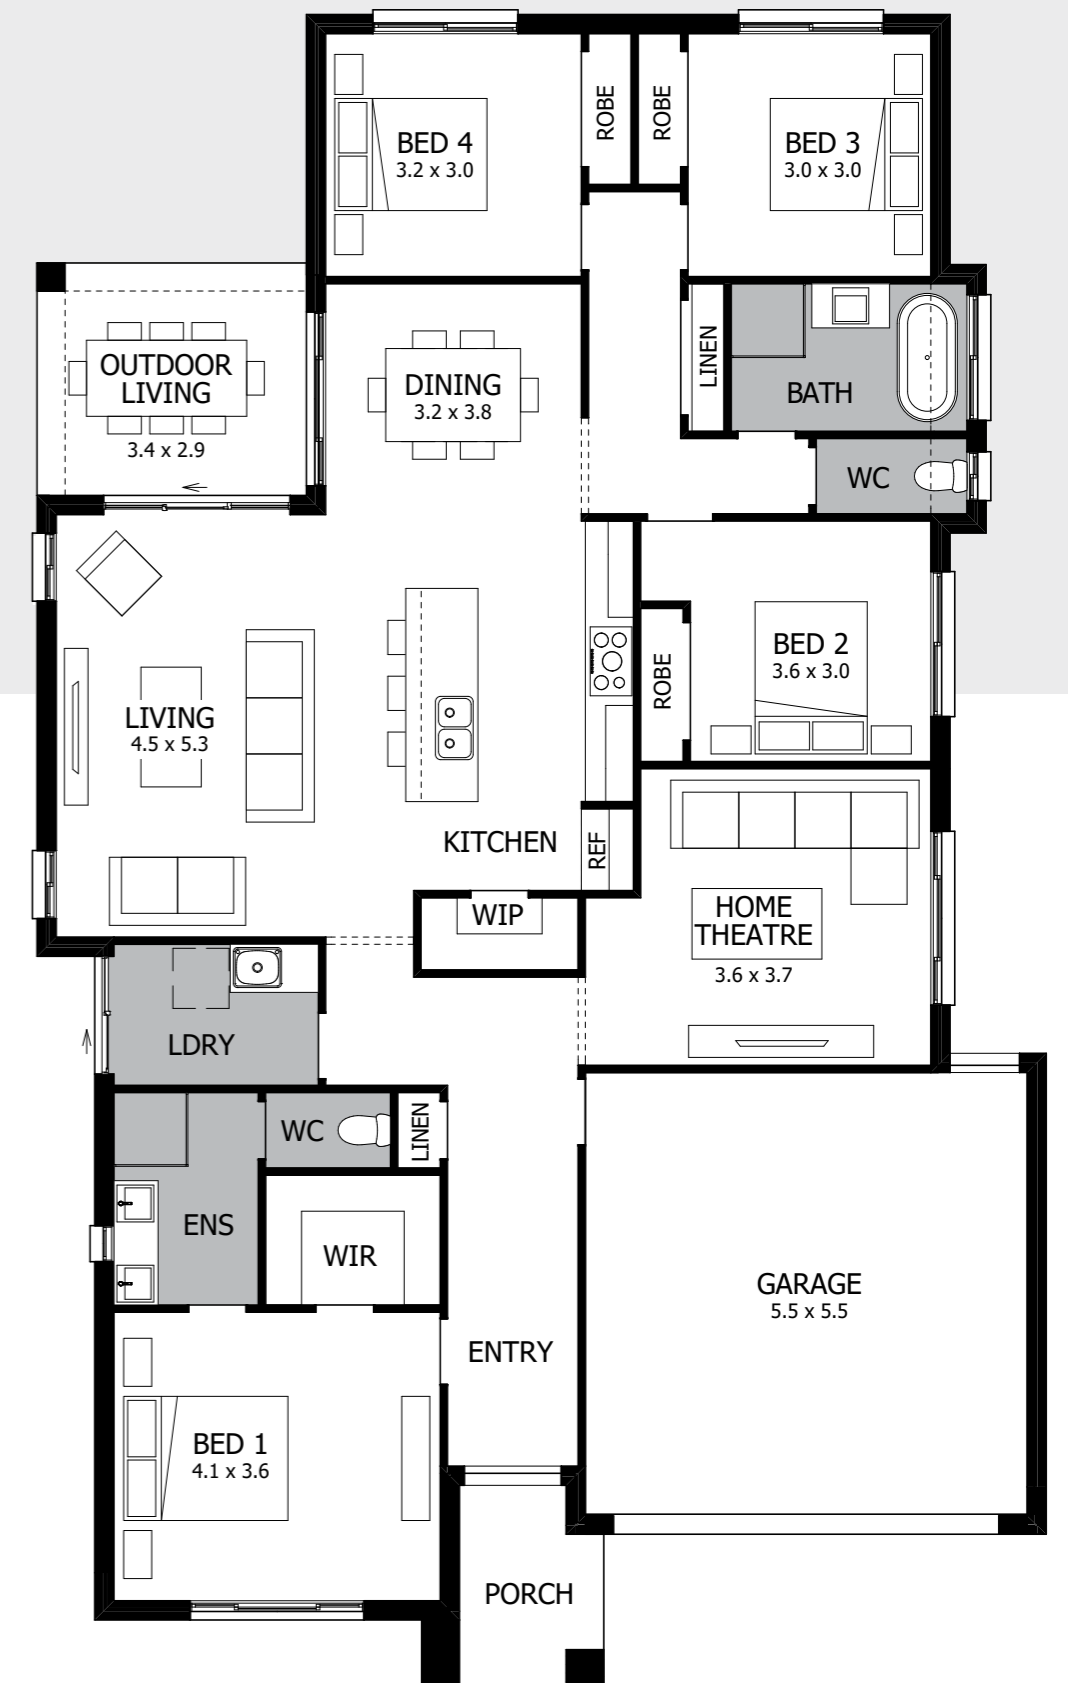 BED 4
3.2 x 3.0
ROBE
ROBE
BED 3
3.0 x 3.0
OUTDOOR
LIVING
3.4 x 2.9
DINING
3.2 x 3.8
LINEN
BATH
WC
BED 2
3.6 x 3.0
ROBE
LIVING
4.5 x 5.3
KITCHEN
REF
WIP
HOME
THEATRE
3.6 x 3.7
LDRY
WC
LINEN
ENS
WIR
GARAGE
5.5 x 5.5
ENTRY
BED 1
4.1 x 3.6
PORCH